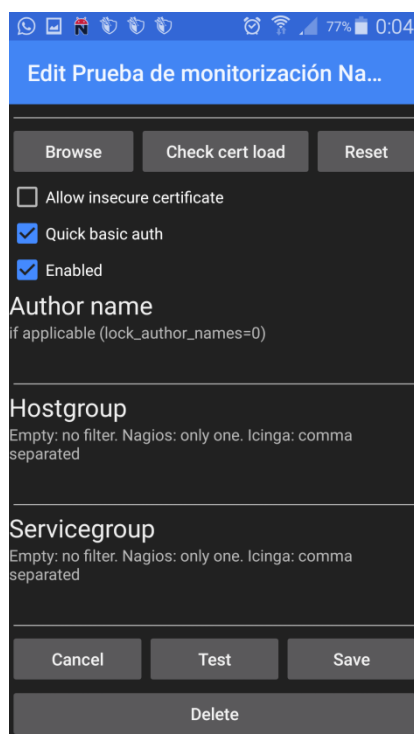 77% 0:04
Edit Prueba de monitorización Na...
Browse Check cert load Reset
Allow insecure certificate
Quick basic auth
Enabled
Author name
if applicable (lock_author_names=0)
Hostgroup
Empty: no filter. Nagios: only one. Icinga: comma
separated
Servicegroup
Empty: no filter. Nagios: only one. Icinga: comma
separated
Cancel Test Save
Delete